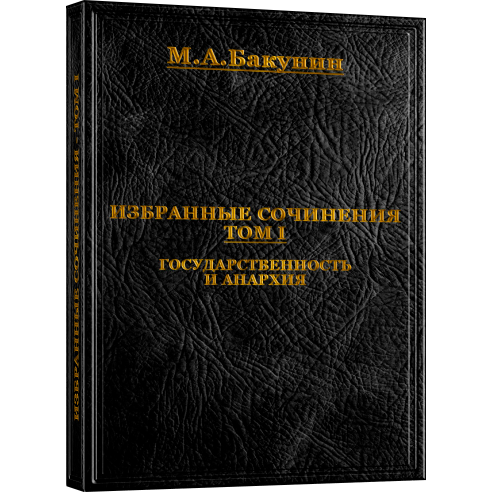 М.А.Бакунин
ИЗБРАННЫЕ СОЧИНЕНИЯ
ТОМ 1
ГОСУДАРСТВЕННОСТЬ
И АНАРХИЯ
ИЗБРАННЫЕ СОЧИНЕНИЯ - ТОМ 1